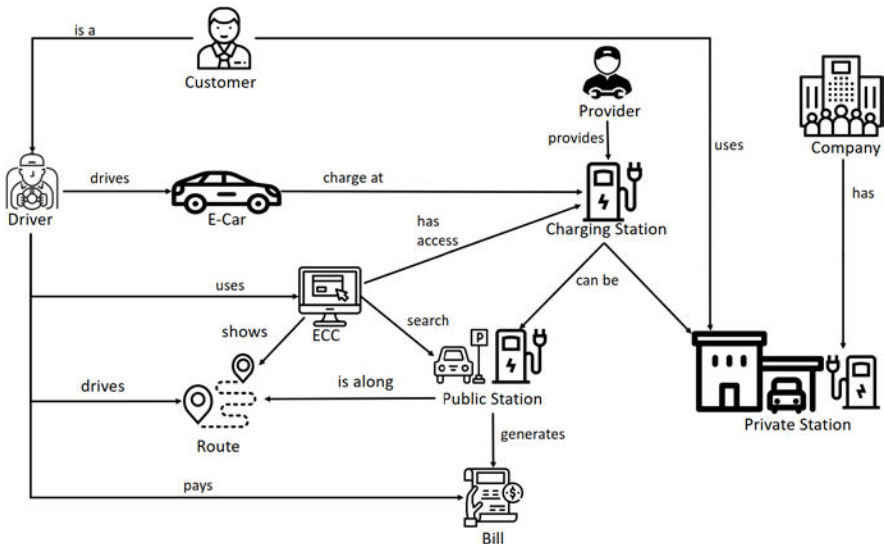 is a
Customer
Provider
provides
uses
Company
drives
charge at
has
Driver
E-Car
has
access
Charging Station
uses
can be
shows
ECC
search
P
drives
is along
Public Station
Route
Private Station
generates
pays
$
Bill